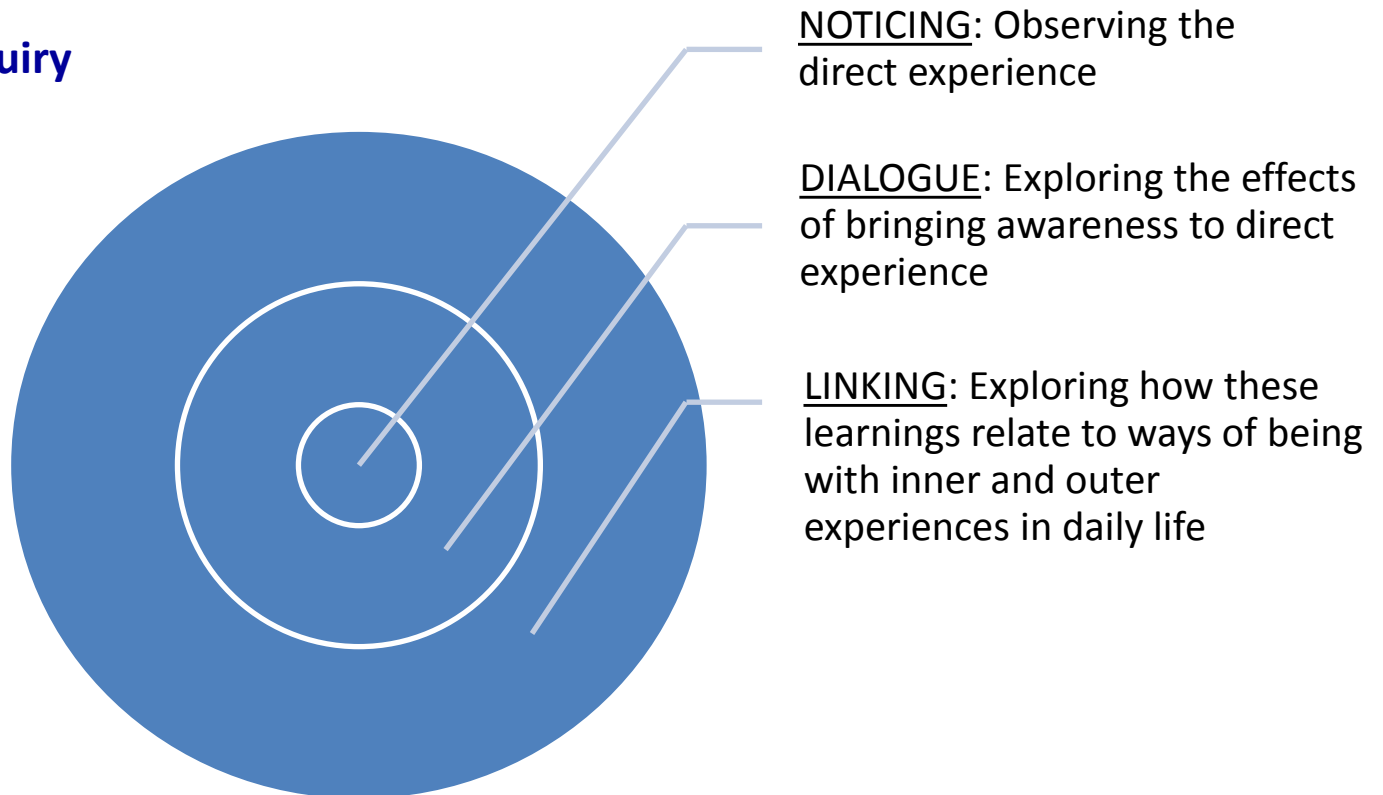 uiry
NOTICING: Observing the
direct experience
DIALOGUE: Exploring the effects
of bringing awareness to direct
experience
LINKING: Exploring how these
learnings relate to ways of being
with inner and outer
experiences in daily life